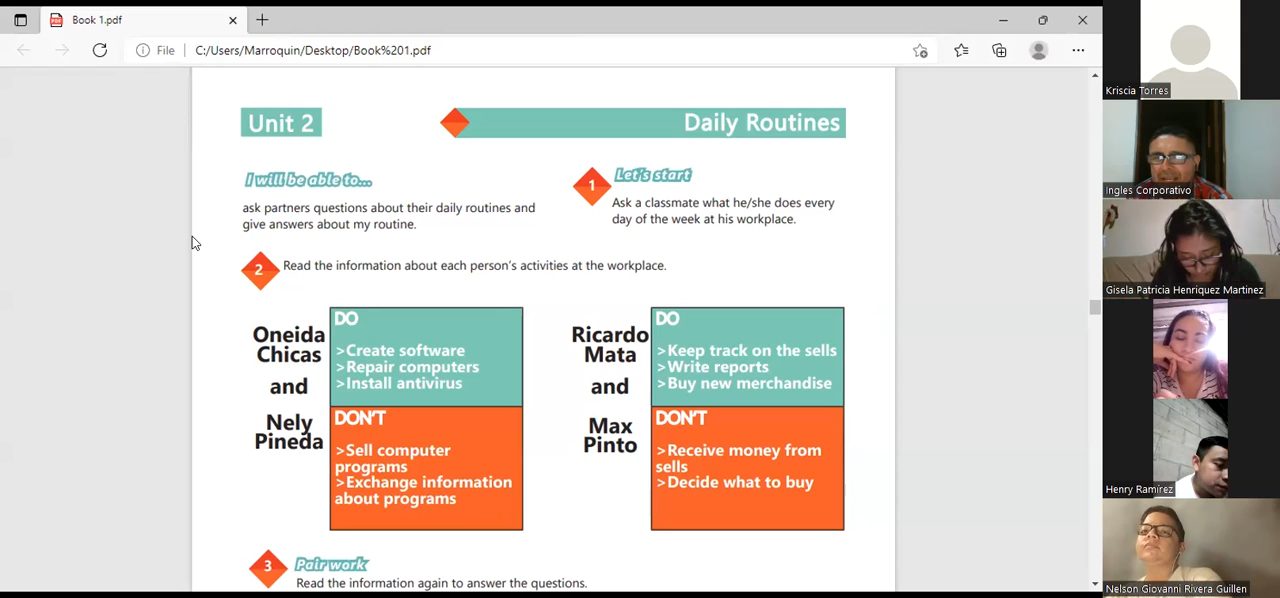 Book 1.pdf
File
C:/Users/Marroquin/Desktop/Book%201.pdf
Unit 2
Daily Routines
I will be able to...
ask partners questions about their daily routines and
give answers about my routine.
1
Let's start
Ask a classmate what he/she does every
day of the week at his workplace.
2
Read the information about each person's activities at the workplace.
Oneida
Chicas
and
Nely
Pineda
DO
>Create software
>Repair computers
>Install antivirus
DON'T
>Sell computer
programs
>Exchange information
about programs
Ricardo
Mata
and
Max
Pinto
DO
>Keep track on the sells
>Write reports
>Buy new merchandise
DON'T
>Receive money from
sells
>Decide what to buy
3
Pair work
Read the information again to answer the questions.
Kriscia Torres
Ingles Corporativo
Gisela Patricia Henriquez Martinez
Henry Ramírez
Nelson Giovanni Rivera Guillen